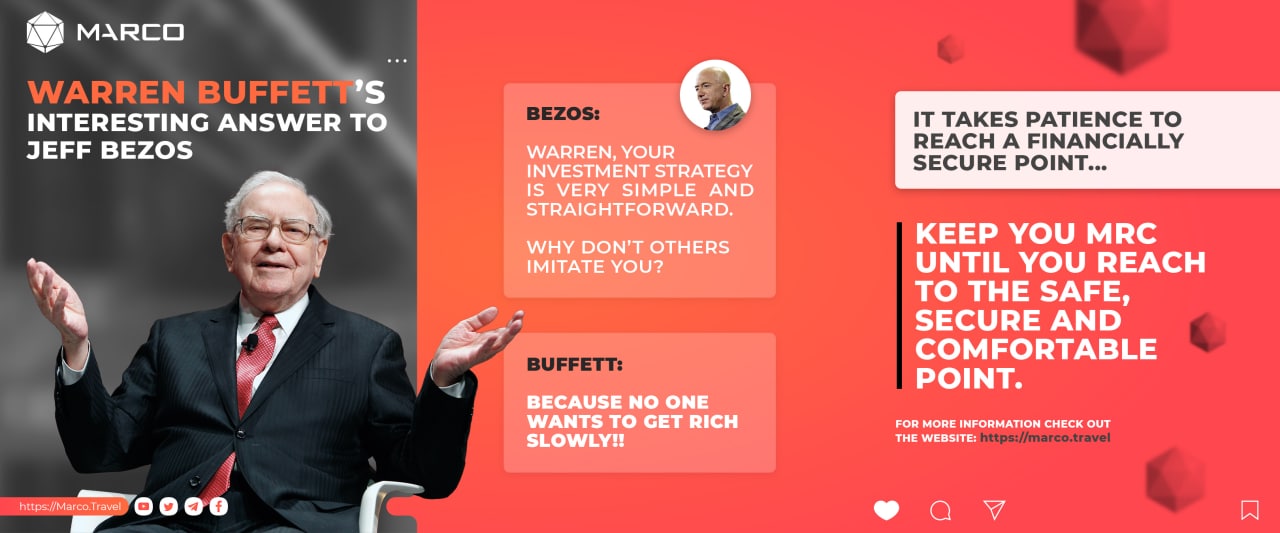 MARCO
WARREN BUFFETT'S
INTERESTING ANSWER TO
JEFF BEZOS
https://Marco.Travel
BEZOS:
WARREN, YOUR
INVESTMENT STRATEGY
IS VERY SIMPLE AND
STRAIGHTFORWARD.
WHY DON'T OTHERS
IMITATE YOU?
BUFFETT:
BECAUSE NO ONE
WANTS TO GET RICH
SLOWLY!!
IT TAKES PATIENCE TO
REACH A FINANCIALLY
SECURE POINT...
KEEP YOU MRC
UNTIL YOU REACH
TO THE SAFE,
SECURE AND
COMFORTABLE
POINT.
FOR MORE INFORMATION CHECK OUT
THE WEBSITE: https://marco.travel